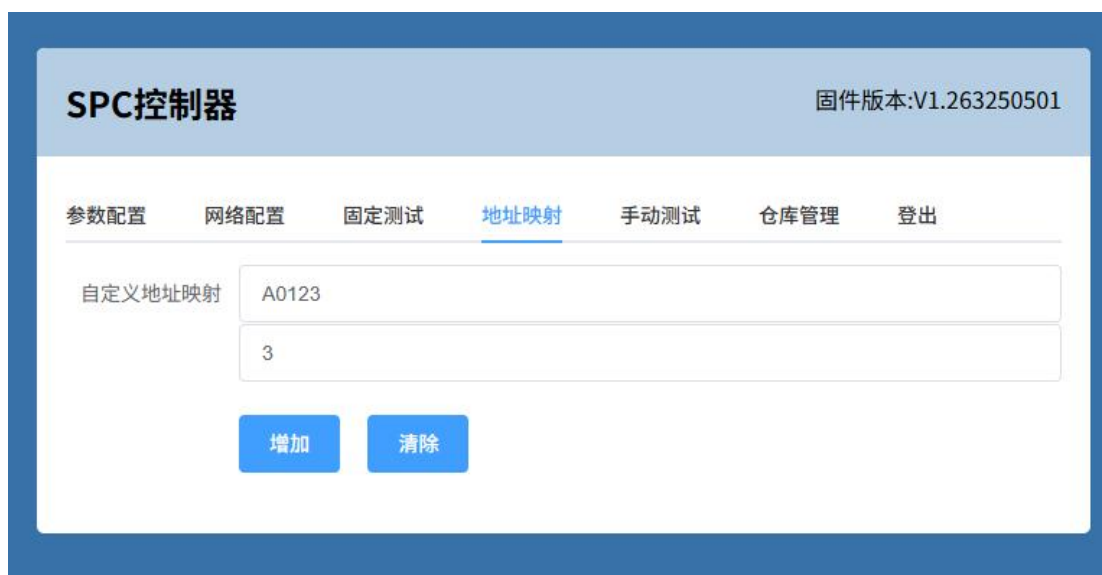 SPC控制器
固件版本:V1.263250501
参数配置 网络配置 固定测试 地址映射 手动测试 仓库管理 登出
自定义地址映射 A0123
3
增加 清除